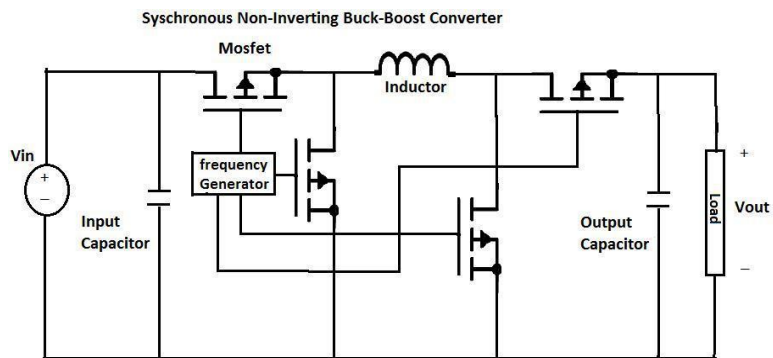 Syschronous Non-Inverting Buck-Boost Converter
Mosfet
Inductor
Vin
+
−
frequency
Generator
Input
Capacitor
Output
Capacitor
Load
+
Vout
−